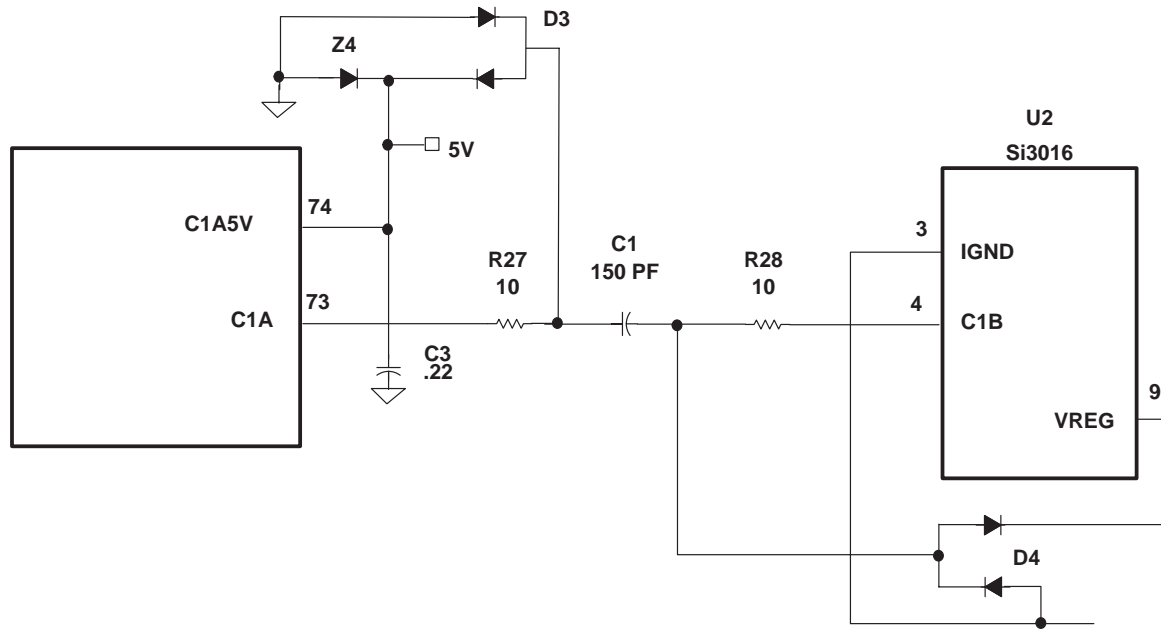 D3
Z4
5V
U2
Si3016
C1A5V
74
3
IGND
C1
150 PF
R27
10
R28
10
C1A
73
4
C1B
C3
.22
9
VREG
D4